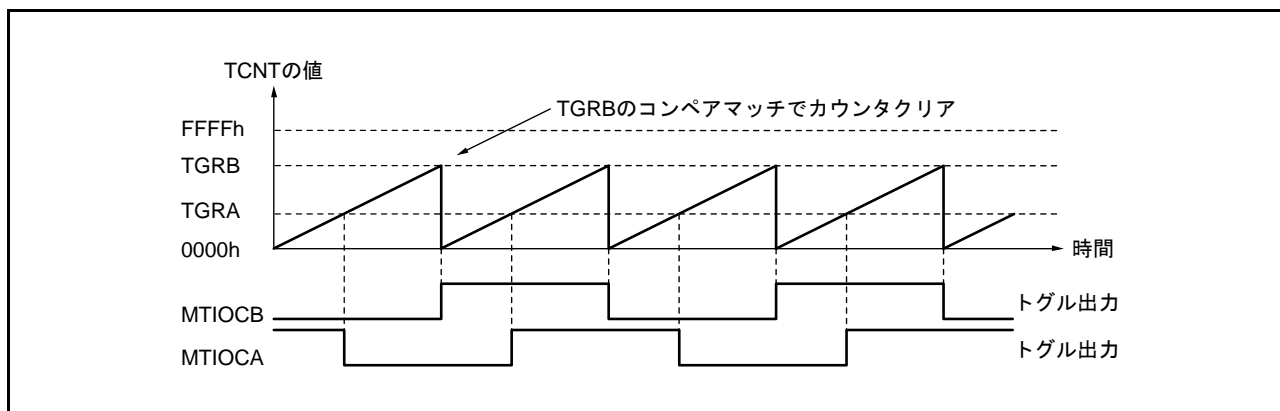 TCNTの値
TGRBのコンペアマッチでカウンタクリア
FFFFh
TGRB
TGRA
0000h
時間
MTIOCB
トグル出力
MTIOCA
トグル出力